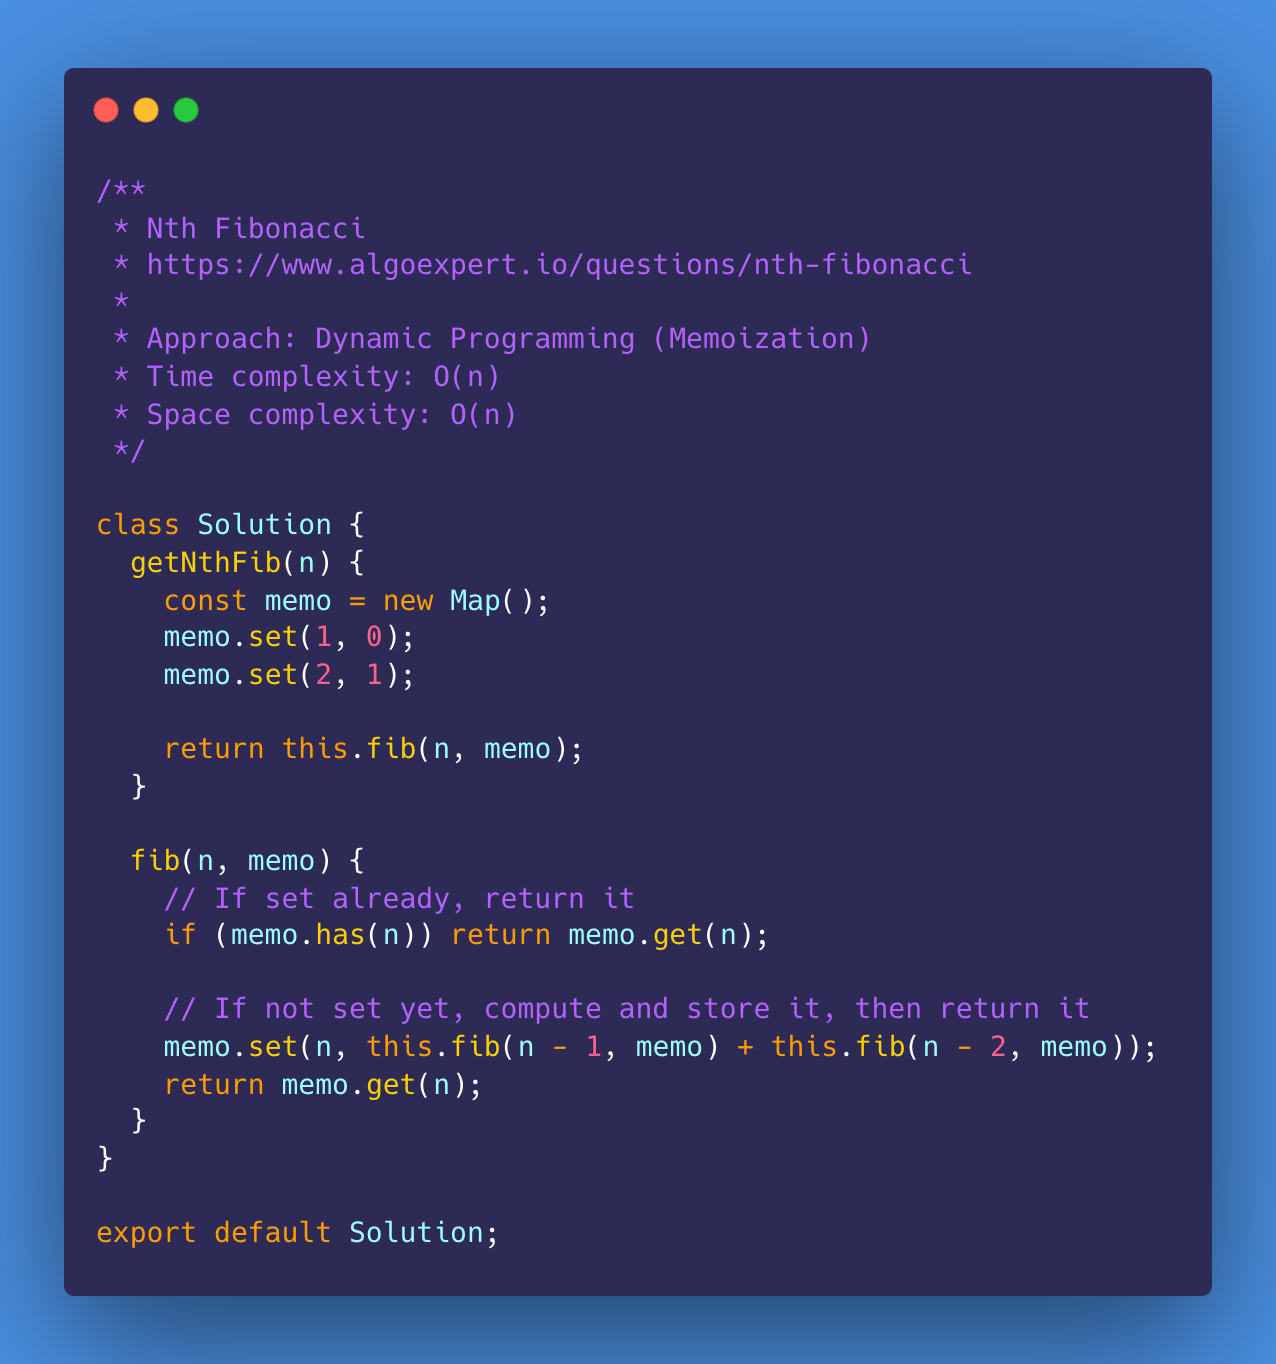 /**
 * Nth Fibonacci
 * https://www.algoexpert.io/questions/nth-fibonacci
 *
 * Approach: Dynamic Programming (Memoization)
 * Time complexity: O(n)
 * Space complexity: O(n)
 */

class Solution {
  getNthFib(n) {
    const memo = new Map();
    memo.set(1, 0);
    memo.set(2, 1);

    return this.fib(n, memo);
  }

  fib(n, memo) {
    // If set already, return it
    if (memo.has(n)) return memo.get(n);

    // If not set yet, compute and store it, then return it
    memo.set(n, this.fib(n - 1, memo) + this.fib(n - 2, memo));
    return memo.get(n);
  }
}

export default Solution;